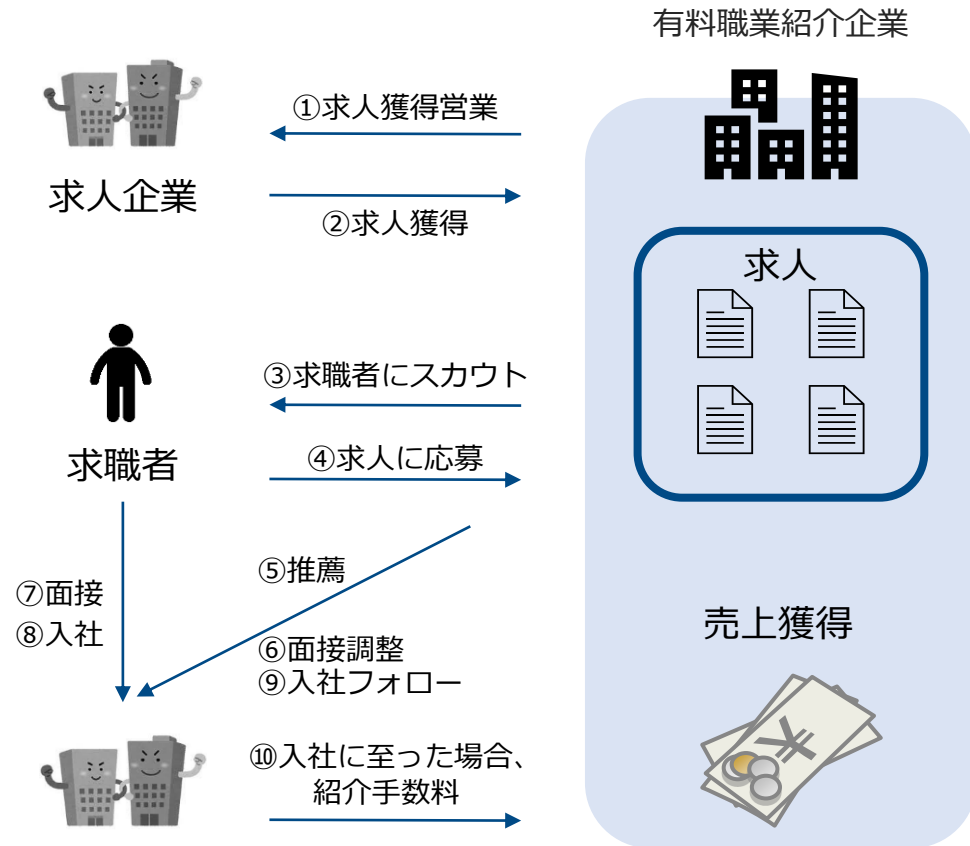 有料職業紹介企業
①求人獲得営業
求人企業
②求人獲得
求人
③求職者にスカウト
求職者
④求人に応募
⑤推薦
⑦面接
⑧入社
⑥面接調整
⑨入社フォロー
売上獲得
⑩入社に至った場合、
紹介手数料